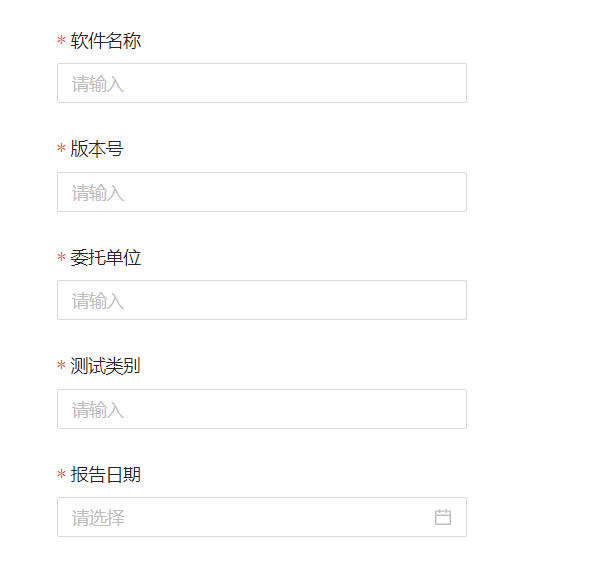 * 软件名称
请输入
* 版本号
请输入
* 委托单位
请输入
* 测试类别
请输入
* 报告日期
请选择